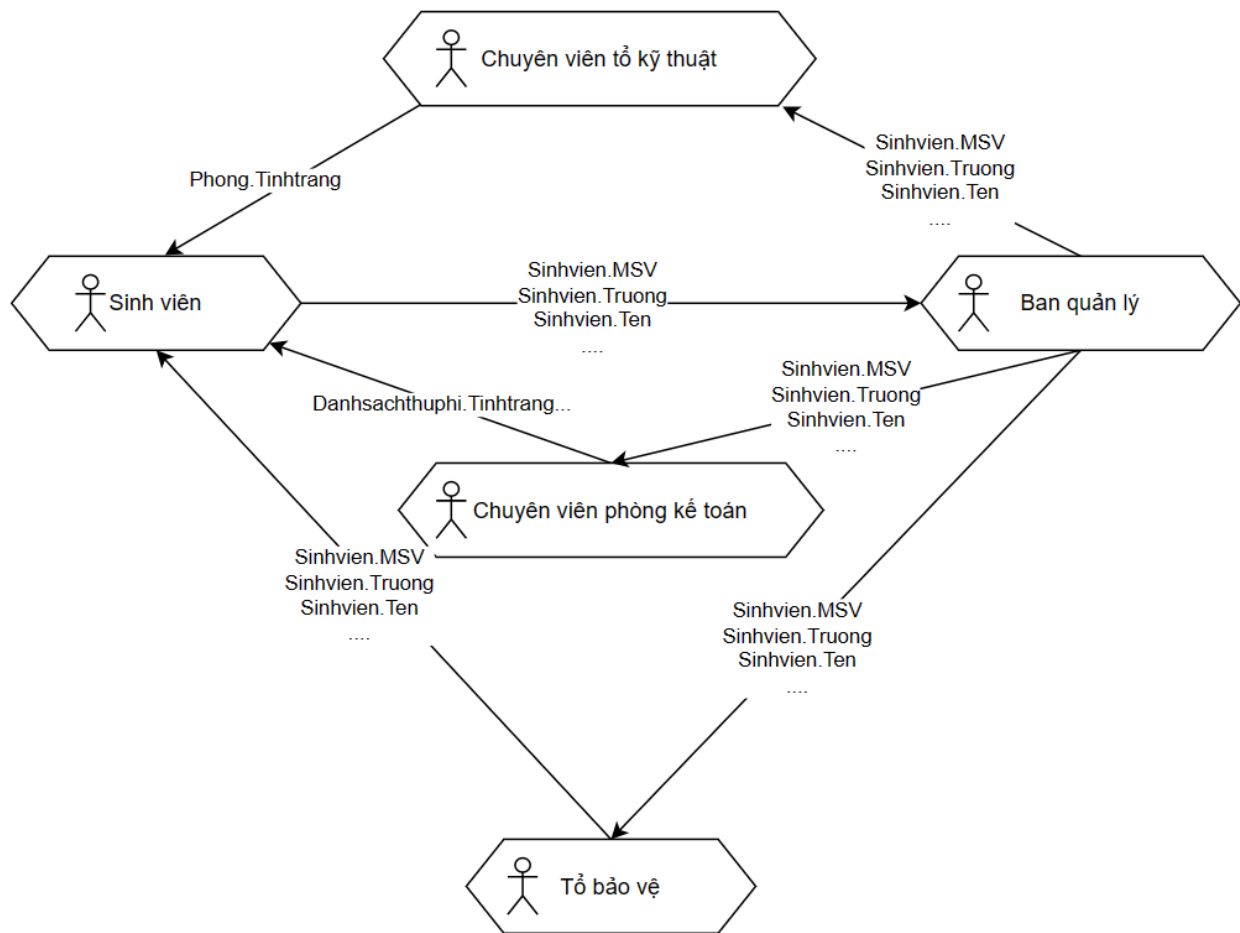 Chuyên viên tổ kỹ thuật
Sinhvien.MSV
Sinhvien.Truong
Sinhvien.Ten
....
Phong.Tinhtrang
Sinh viên
Sinhvien.MSV
Sinhvien.Truong
Sinhvien.Ten
....
Ban quản lý
Sinhvien.MSV
Sinhvien.Truong
Sinhvien.Ten
....
Danhsachthuphi.Tinhtrang...
Chuyên viên phòng kế toán
Sinhvien.MSV
Sinhvien.Truong
Sinhvien.Ten
....
Sinhvien.MSV
Sinhvien.Truong
Sinhvien.Ten
....
Tổ bảo vệ